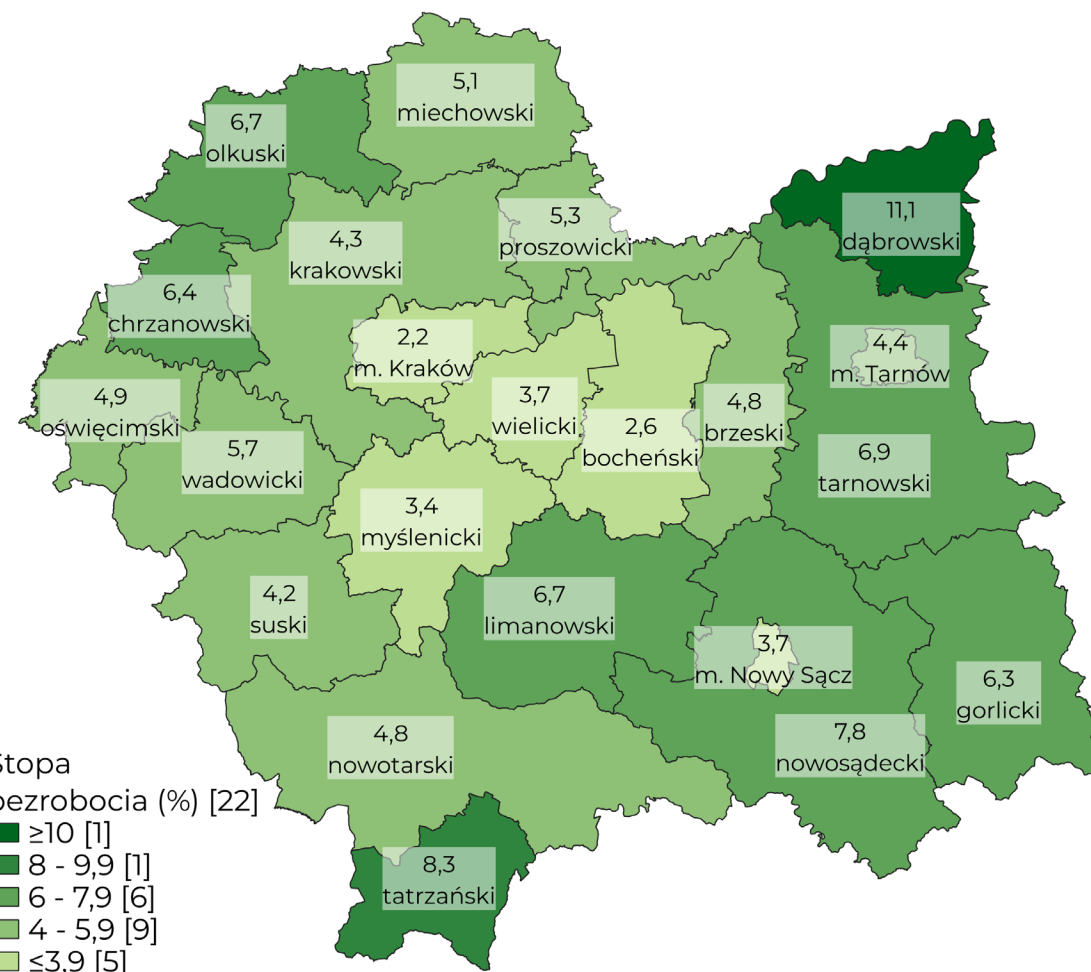 5,1
miechowski
6,7
olkuski
11,1
dąbrowski
5,3
proszowicki
4,3
krakowski
6,4
chrzanowski
2,2
m. Kraków
4,4
m. Tarnów
4,9
oświęcimski
3,7
wielicki
4,8
brzeski
2,6
bocheński
5,7
wadowicki
6,9
tarnowski
3,4
myślenicki
4,2
suski
6,7
limanowski
3,7
m. Nowy Sącz
6,3
gorlicki
4,8
nowotarski
7,8
nowosądecki
8,3
tatrzański
Stopa
bezrobocia (%) [22]
≥10 [1]
8 - 9,9 [1]
6 - 7,9 [6]
4 - 5,9 [9]
≤3,9 [5]